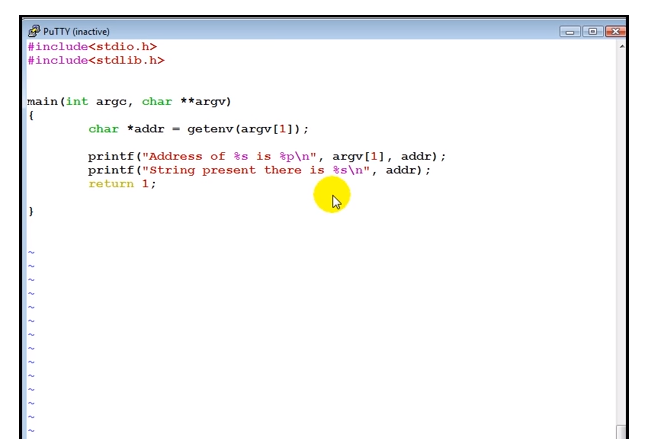 PuTTY (inactive)
#include<stdio.h>
#include<stdlib.h>
main(int argc, char **argv)
{
char *addr = getenv(argv[1]);
printf("Address of %s is %p\n", argv[1], addr);
printf("String present there is %s\n", addr);
return 1;
}
~
~
~
~
~
~
~
~
~
~
~
~
~
~